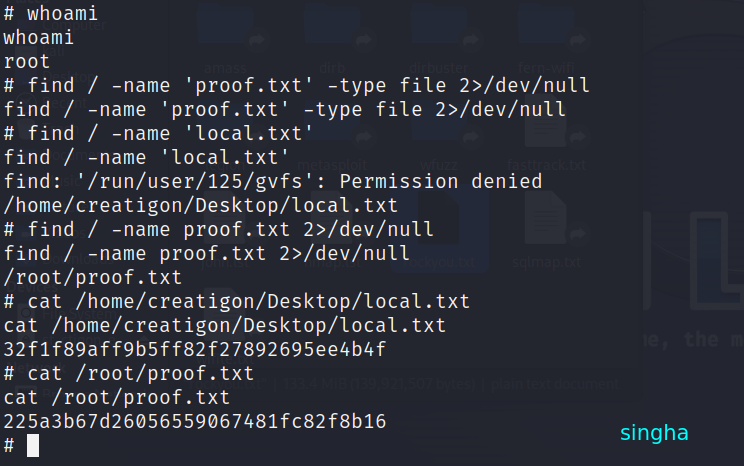 # whoami
whoami
root
# find / -name 'proof.txt' -type file 2>/dev/null
find / -name 'proof.txt' -type file 2>/dev/null
# find / -name 'local.txt'
find / -name 'local.txt'
find: '/run/user/125/gvfs': Permission denied
/home/creatigon/Desktop/local.txt
# find / -name proof.txt 2>/dev/null
find / -name proof.txt 2>/dev/null
/root/proof.txt
# cat /home/creatigon/Desktop/local.txt
cat /home/creatigon/Desktop/local.txt
32f1f89aff9b5ff82f27892695ee4b4f
# cat /root/proof.txt
cat /root/proof.txt
225a3b67d26056559067481fc82f8b16
#
singha